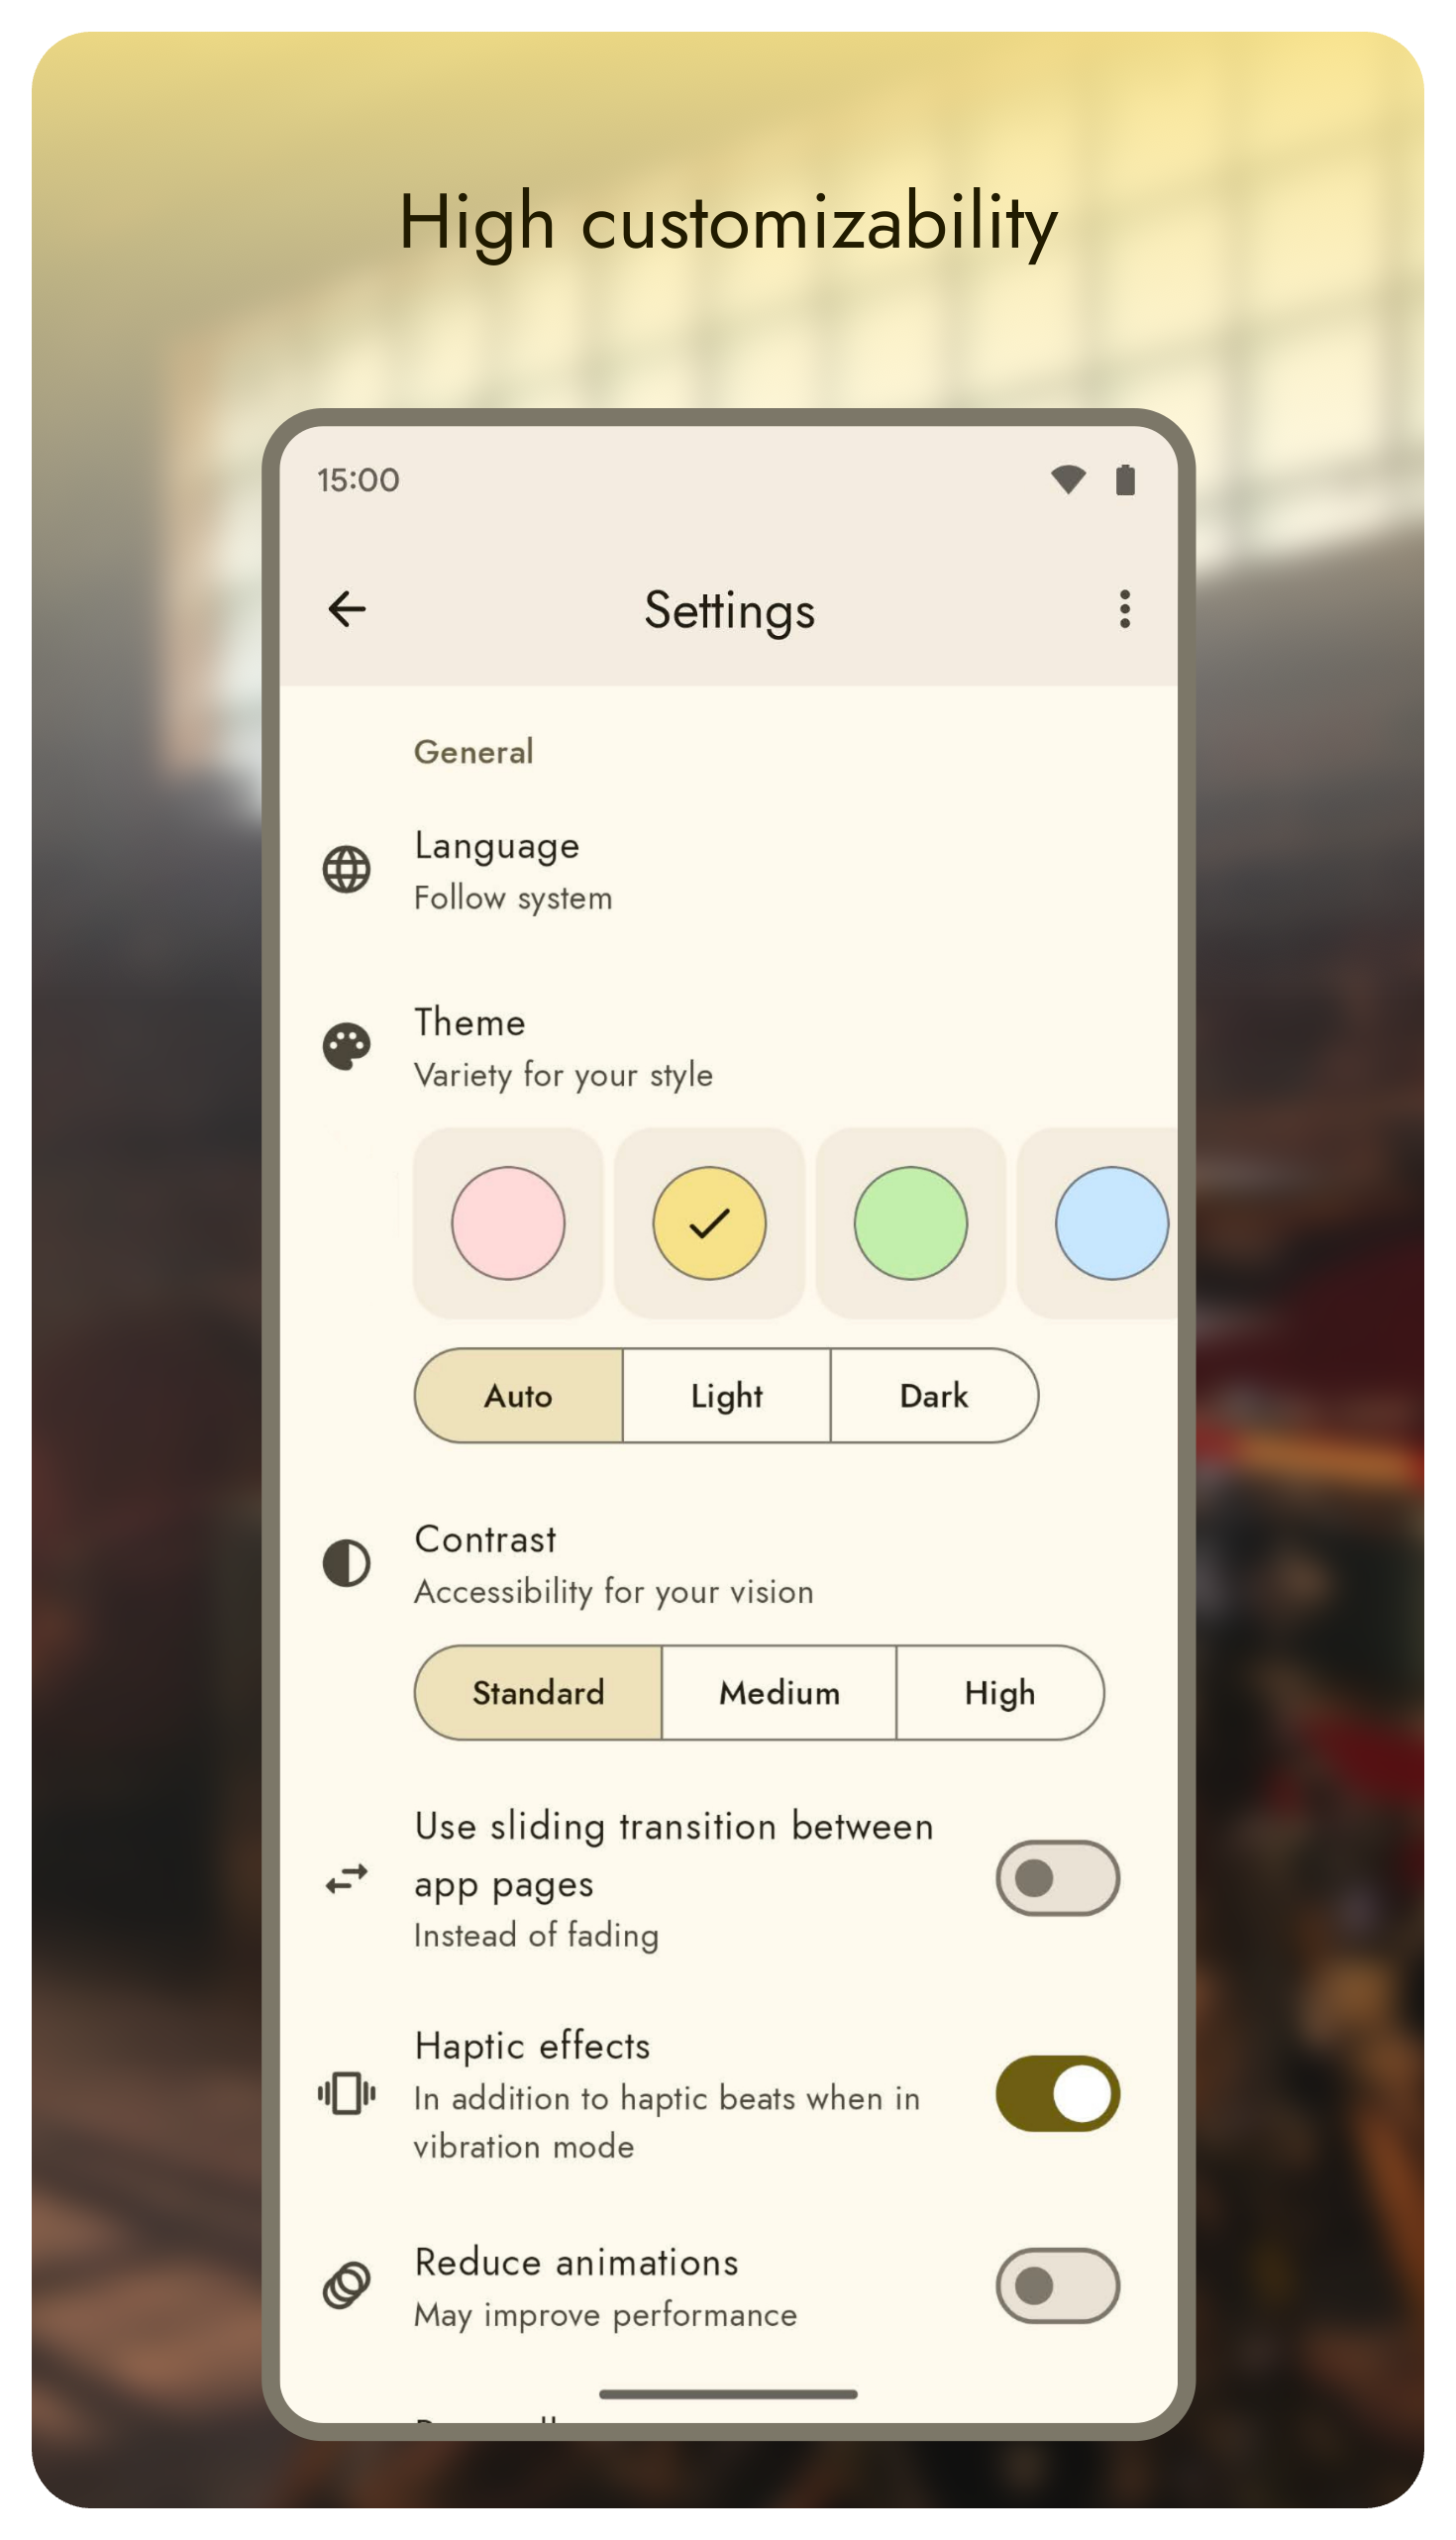 High customizability
15:00
Settings
General
Language
Follow system
Theme
Variety for your style
Auto Light Dark
Contrast
Accessibility for your vision
Standard Medium High
Use sliding transition between
app pages
Instead of fading
Haptic effects
In addition to haptic beats when in
vibration mode
Reduce animations
May improve performance